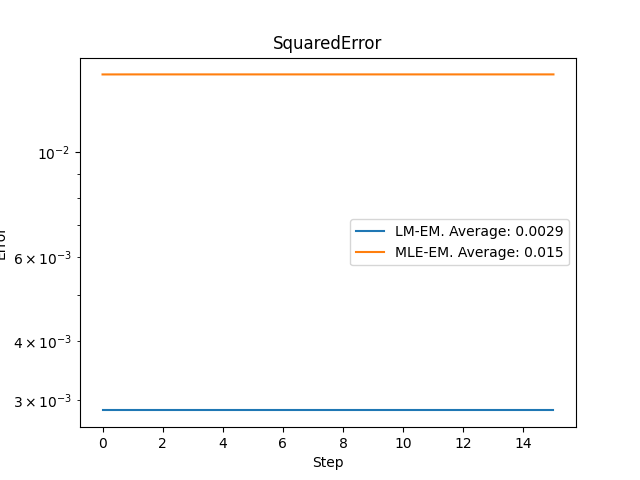 SquaredError
10⁻²
6 × 10⁻³
4 × 10⁻³
3 × 10⁻³
Error
LM-EM. Average: 0.0029
MLE-EM. Average: 0.015
0 2 4 6 8 10 12 14
Step